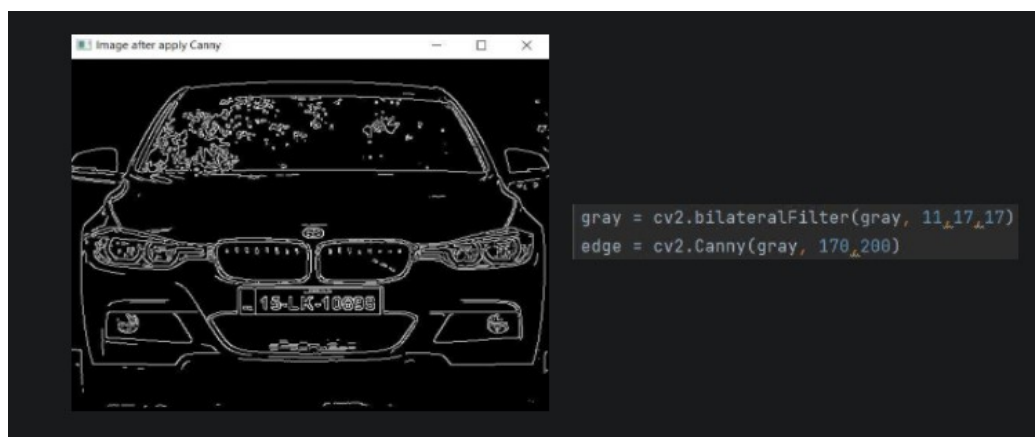 Image after apply Canny
15-LK-10898
gray = cv2.bilateralFilter(gray, 11,17,17)
edge = cv2.Canny(gray, 170,200)